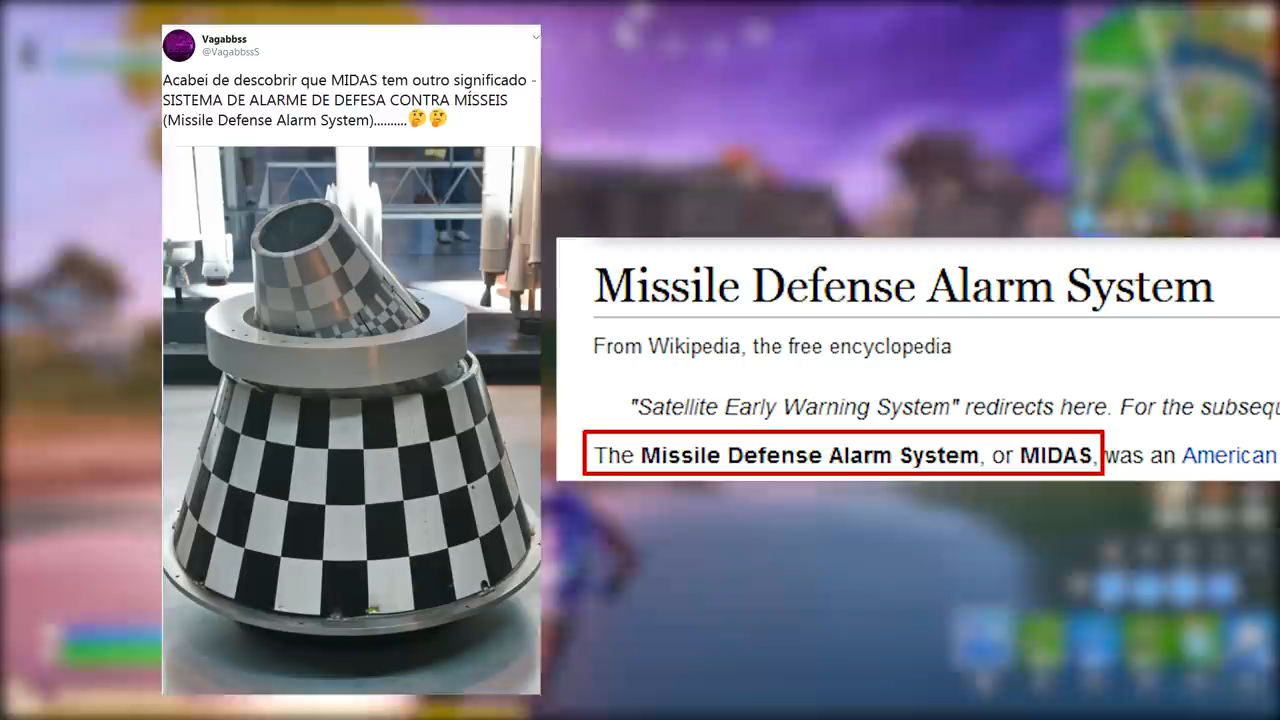 Vagabbss
@VagabbssS
Acabei de descobrir que MIDAS tem outro significado -
SISTEMA DE ALARME DE DEFESA CONTRA MÍSSEIS
(Missile Defense Alarm System)..........🤔🤔
Missile Defense Alarm System
From Wikipedia, the free encyclopedia
"Satellite Early Warning System" redirects here. For the subsequ
The Missile Defense Alarm System, or MIDAS, was an American